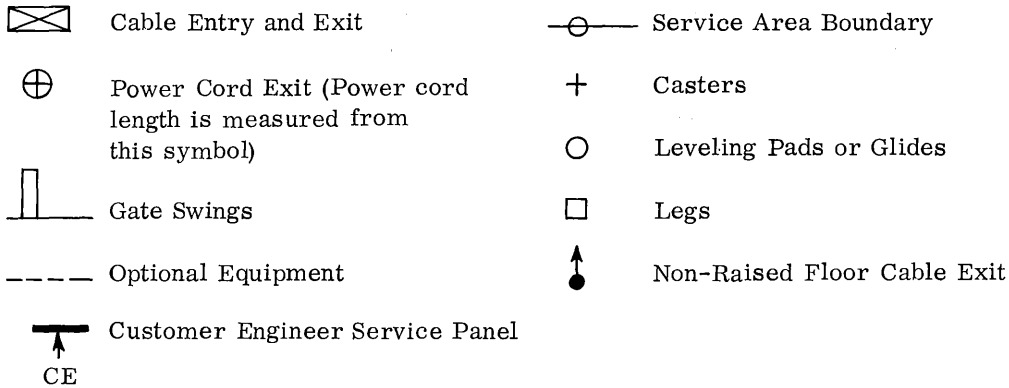 Cable Entry and Exit
Power Cord Exit (Power cord
length is measured from
this symbol)
Gate Swings
Optional Equipment
Customer Engineer Service Panel
CE
Service Area Boundary
Casters
Leveling Pads or Glides
Legs
Non-Raised Floor Cable Exit